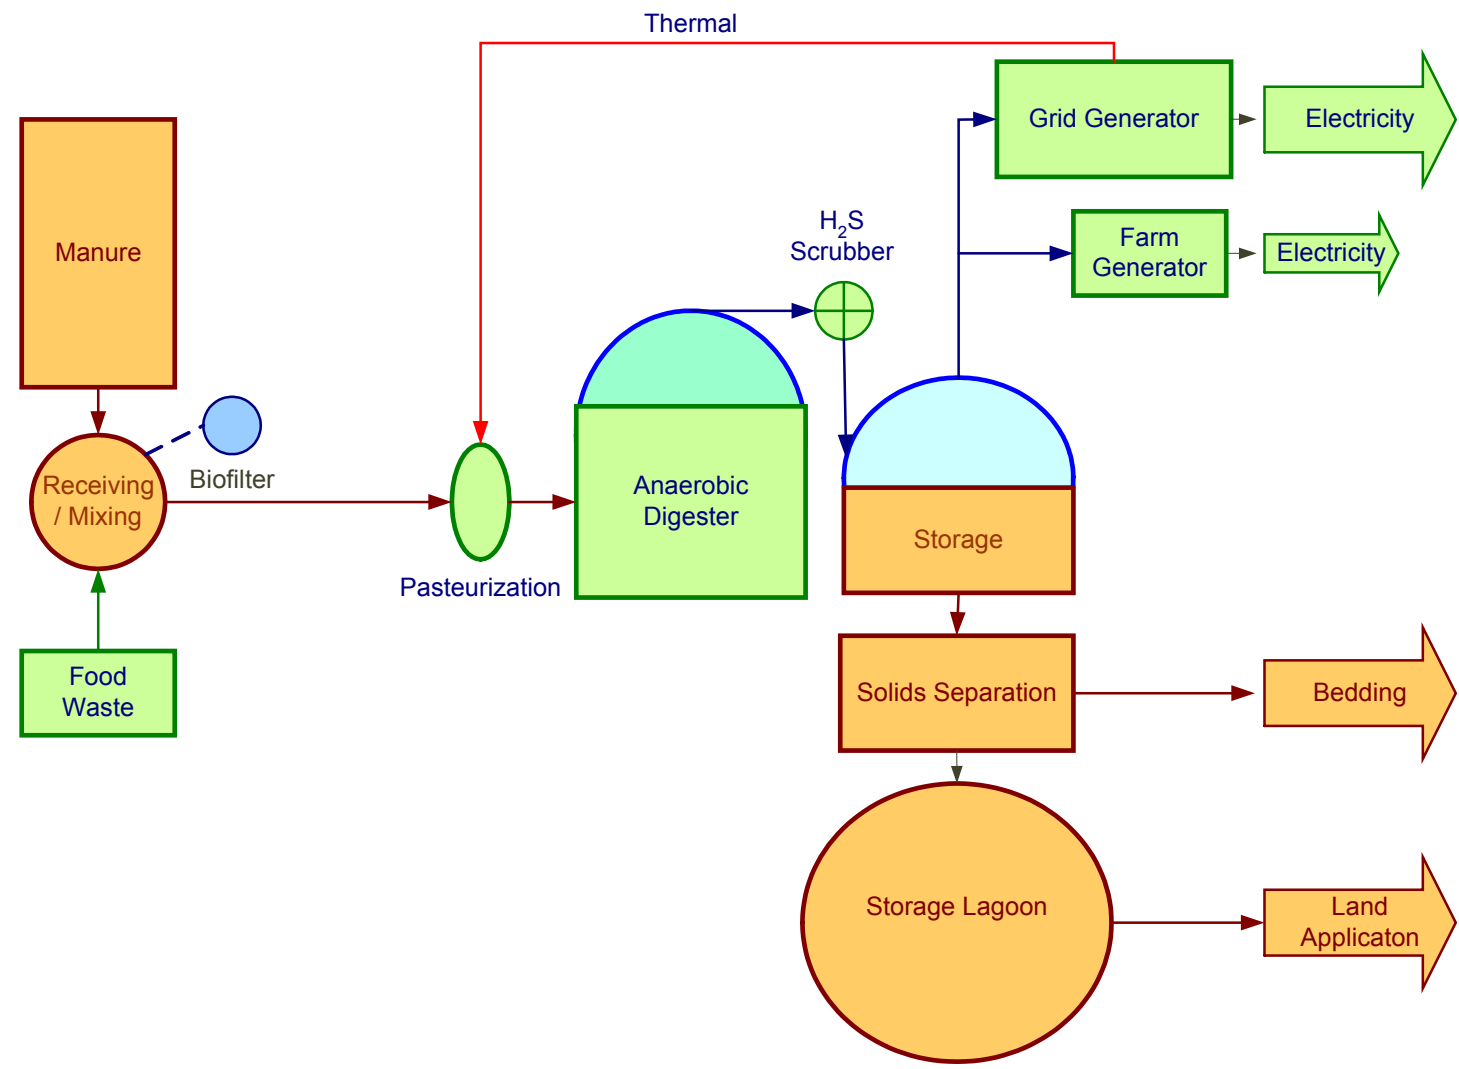 Thermal
Grid Generator
Electricity
Manure
H2S
Scrubber
Farm
Generator
Electricity
Receiving
/ Mixing
Biofilter
Anaerobic
Digester
Storage
Pasteurization
Food
Waste
Solids Separation
Bedding
Storage Lagoon
Land
Applicaton